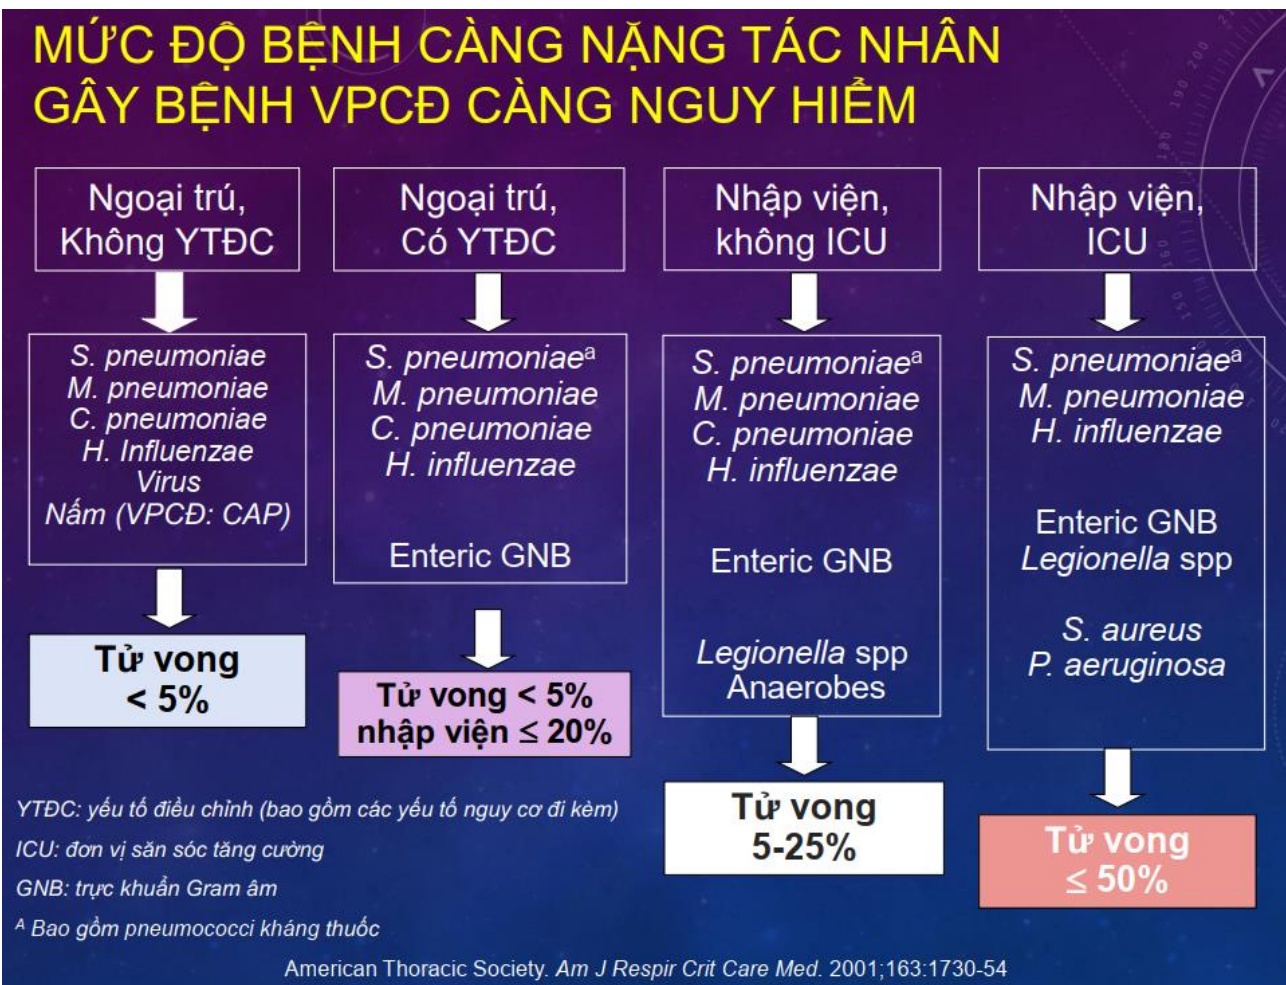 MỨC ĐỘ BỆNH CÀNG NẶNG TÁC NHÂN
GÂY BỆNH VPCĐ CÀNG NGUY HIỂM
Ngoại trú,
Không YTĐC
S. pneumoniae
M. pneumoniae
C. pneumoniae
H. Influenzae
Virus
Nấm (VPCĐ: CAP)
Tử vong
< 5%
Ngoại trú,
Có YTĐC
S. pneumoniaeᵃ
M. pneumoniae
C. pneumoniae
H. influenzae
Enteric GNB
Tử vong < 5%
nhập viện ≤ 20%
Nhập viện,
không ICU
S. pneumoniaeᵃ
M. pneumoniae
C. pneumoniae
H. influenzae
Enteric GNB
Legionella spp
Anaerobes
Tử vong
5-25%
Nhập viện,
ICU
S. pneumoniaeᵃ
M. pneumoniae
H. influenzae
Enteric GNB
Legionella spp
S. aureus
P. aeruginosa
Tử vong
≤ 50%
YTĐC: yếu tố điều chỉnh (bao gồm các yếu tố nguy cơ đi kèm)
ICU: đơn vị săn sóc tăng cường
GNB: trực khuẩn Gram âm
ᴬ Bao gồm pneumococci kháng thuốc
American Thoracic Society. Am J Respir Crit Care Med. 2001;163:1730-54